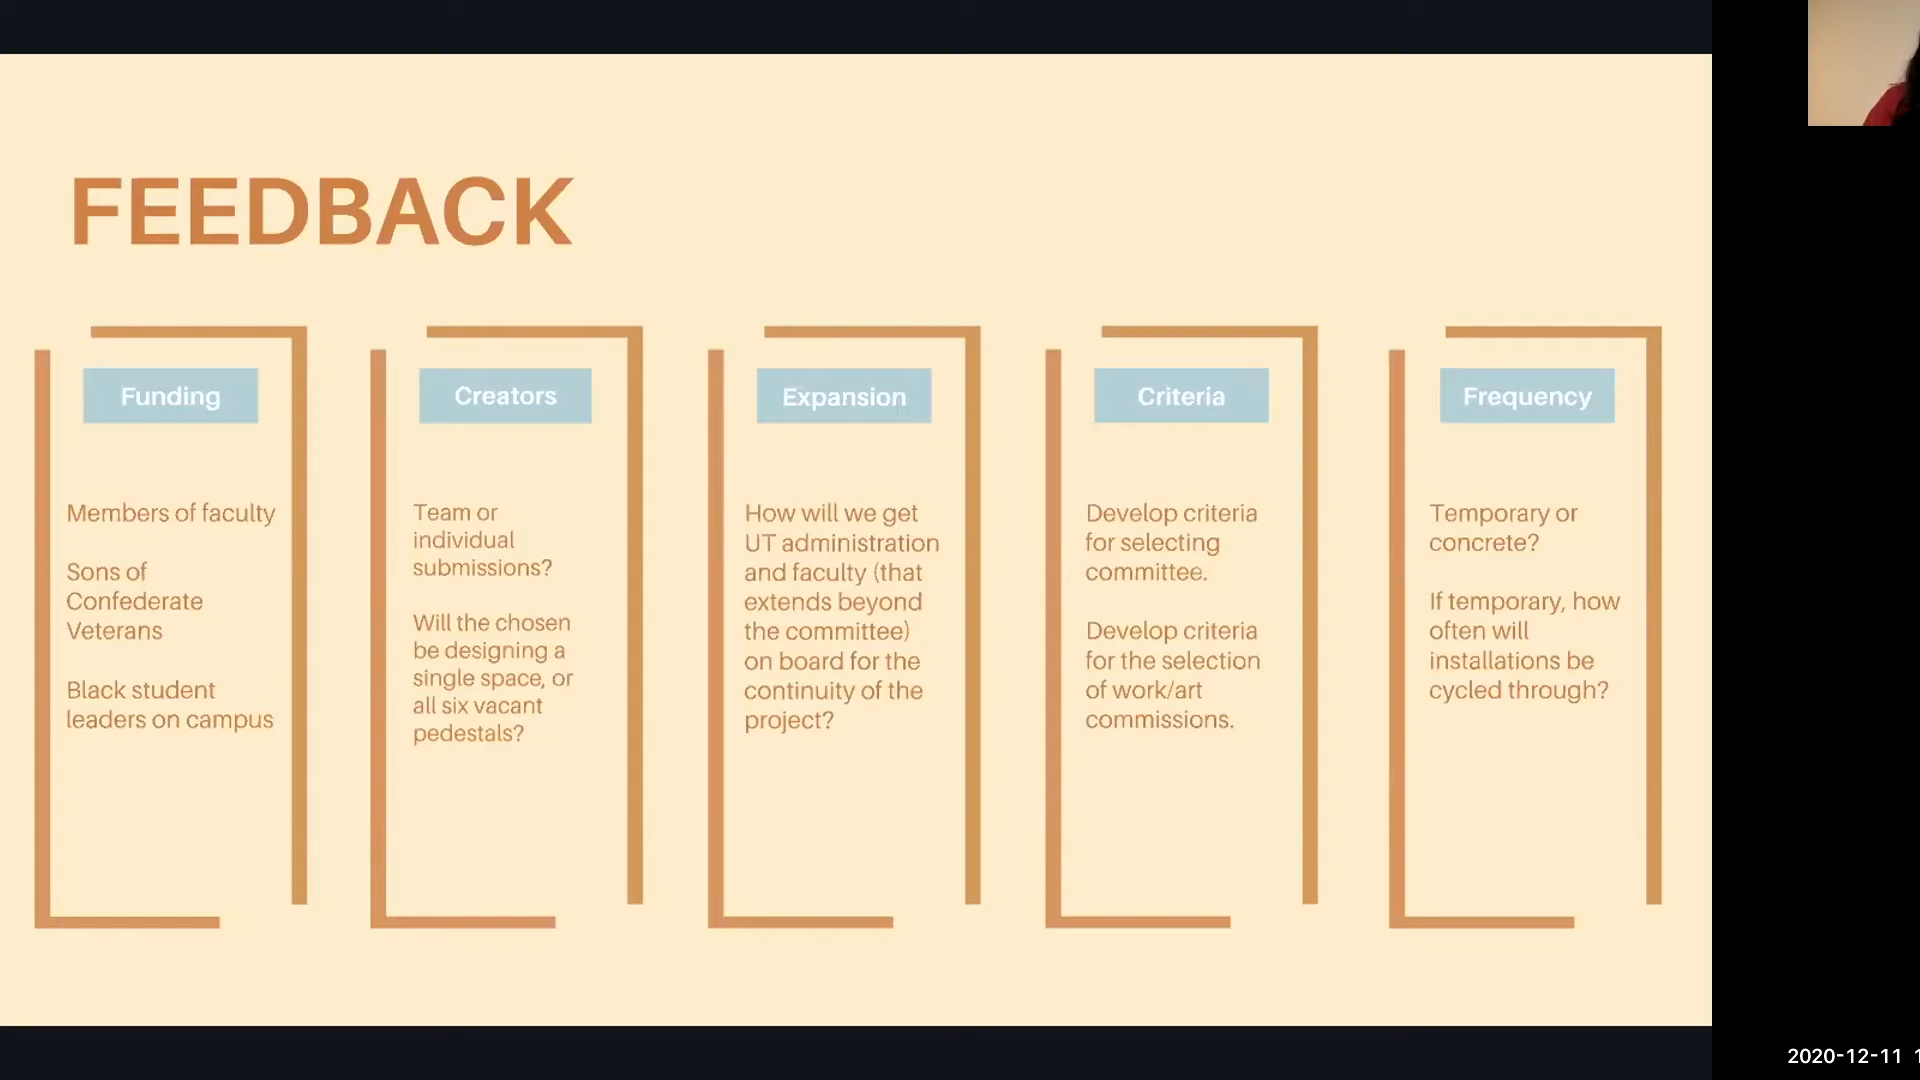 FEEDBACK
Funding
Members of faculty
Sons of
Confederate
Veterans
Black student
leaders on campus
Creators
Team or
individual
submissions?
Will the chosen
be designing a
single space, or
all six vacant
pedestals?
Expansion
How will we get
UT administration
and faculty (that
extends beyond
the committee)
on board for the
continuity of the
project?
Criteria
Develop criteria
for selecting
committee.
Develop criteria
for the selection
of work/art
commissions.
Frequency
Temporary or
concrete?
If temporary, how
often will
installations be
cycled through?
2020-12-11